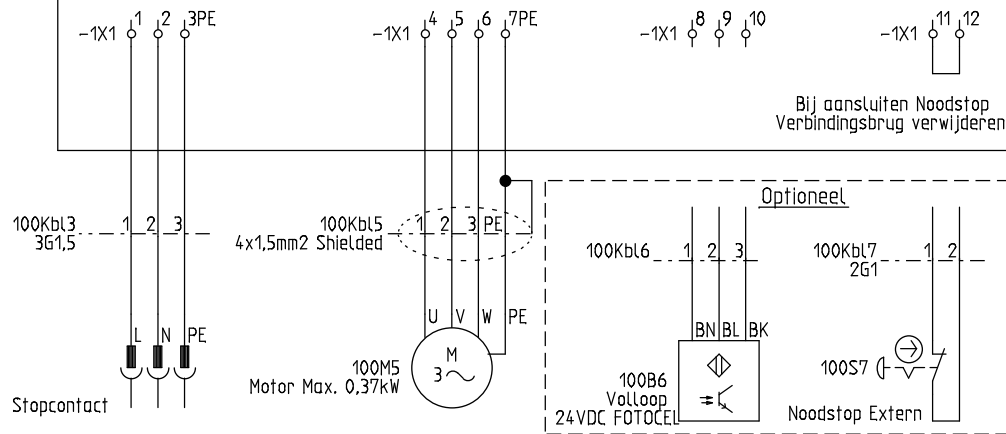 1 2 3PE 4 5 6 7PE 8 9 10 11 12
-1X1 -1X1 -1X1 -1X1
Bij aansluiten Noodstop
Verbindingsbrug verwijderen
Optioneel
100Kbl3 1 2 3
3G1,5
100Kbl5 1 2 3 PE
4x1,5mm2 Shielded
100Kbl6 1 2 3
100Kbl7 1 2
2G1
L N PE
U V W PE
BN BL BK
M
3
100M5
Motor Max. 0,37kW
100B6
Volloop
24VDC FOTOCEL
100S7
Noodstop Extern
Stopcontact